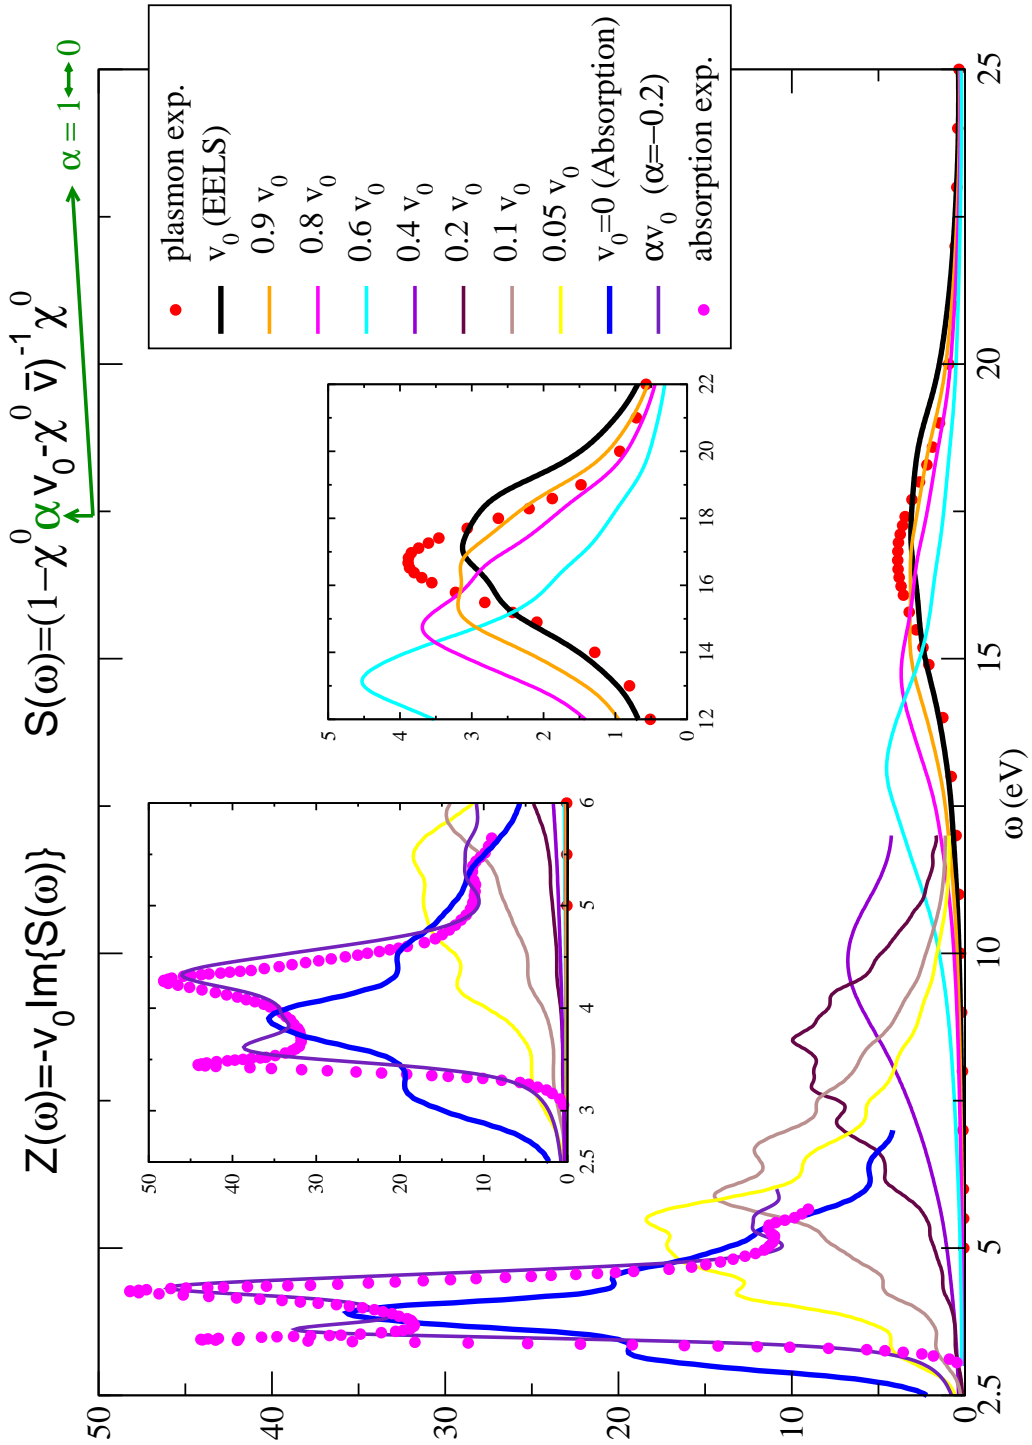 Z(ω)=-v₀Im{S(ω)}
S(ω)=(1−χ⁰αv₀-χ⁰ v̄)⁻¹χ⁰
α = 1↔0
plasmon exp.
v₀ (EELS)
0.9 v₀
0.8 v₀
0.6 v₀
0.4 v₀
0.2 v₀
0.1 v₀
0.05 v₀
v₀=0 (Absorption)
αv₀ (α=−0.2)
absorption exp.
50
40
30
20
10
0
2.5
3
4
5
6
5
4
3
2
1
0
12
14
16
18
20
22
50
40
30
20
10
0
2.5
5
10
15
20
25
ω (eV)